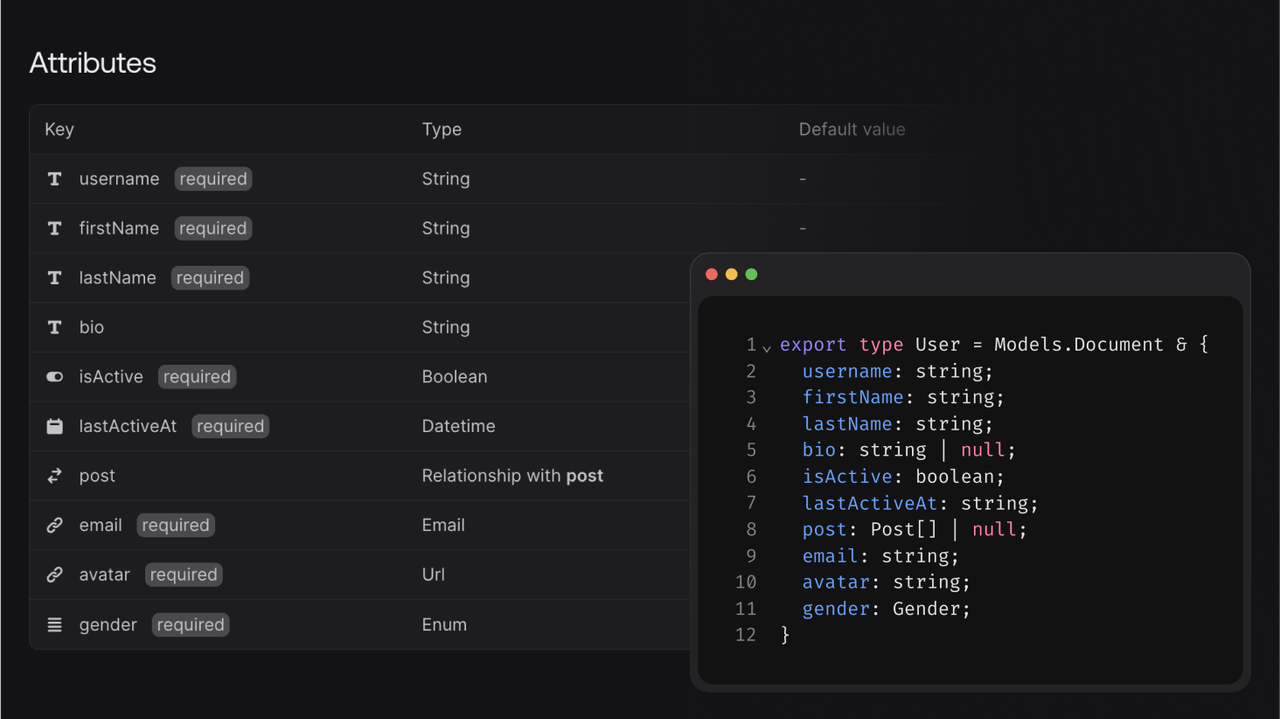 Attributes
Key Type Default value
username required String -
firstName required String -
lastName required String
bio String
isActive required Boolean
lastActiveAt required Datetime
post Relationship with post
email required Email
avatar required Url
gender required Enum
1 export type User = Models.Document & {
2 username: string;
3 firstName: string;
4 lastName: string;
5 bio: string | null;
6 isActive: boolean;
7 lastActiveAt: string;
8 post: Post[] | null;
9 email: string;
10 avatar: string;
11 gender: Gender;
12 }